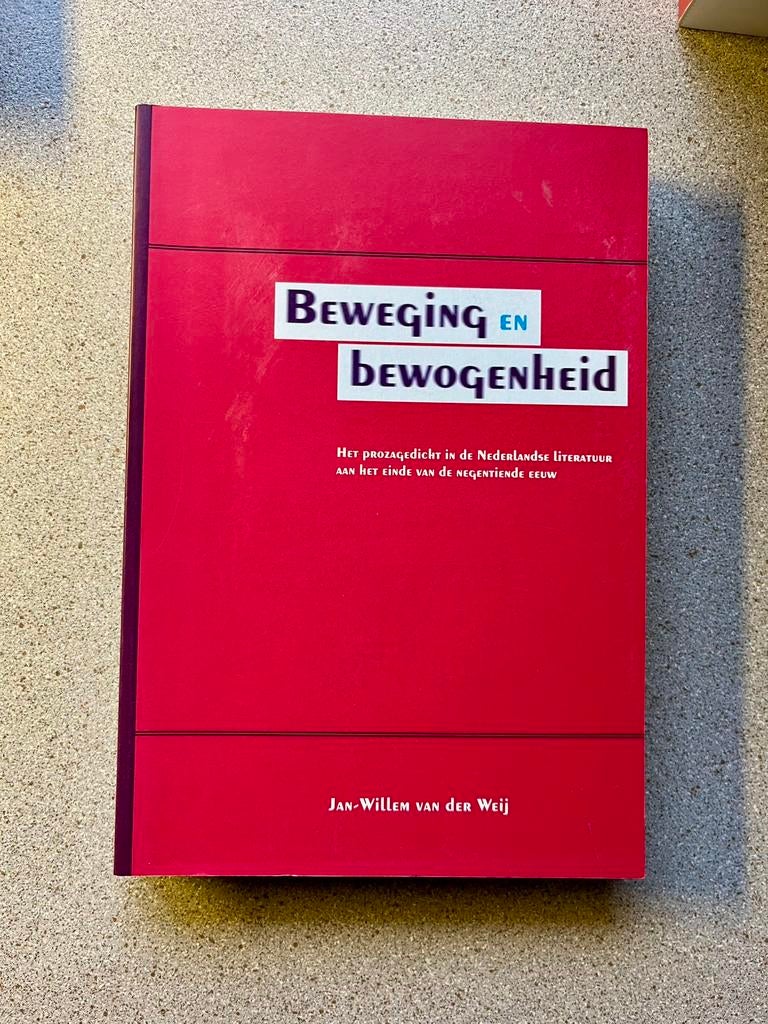 Beweging en
bewogenheid
Het prozagedicht in de Nederlandse literatuur
aan het einde van de negentiende eeuw
Jan-Willem van der Weij